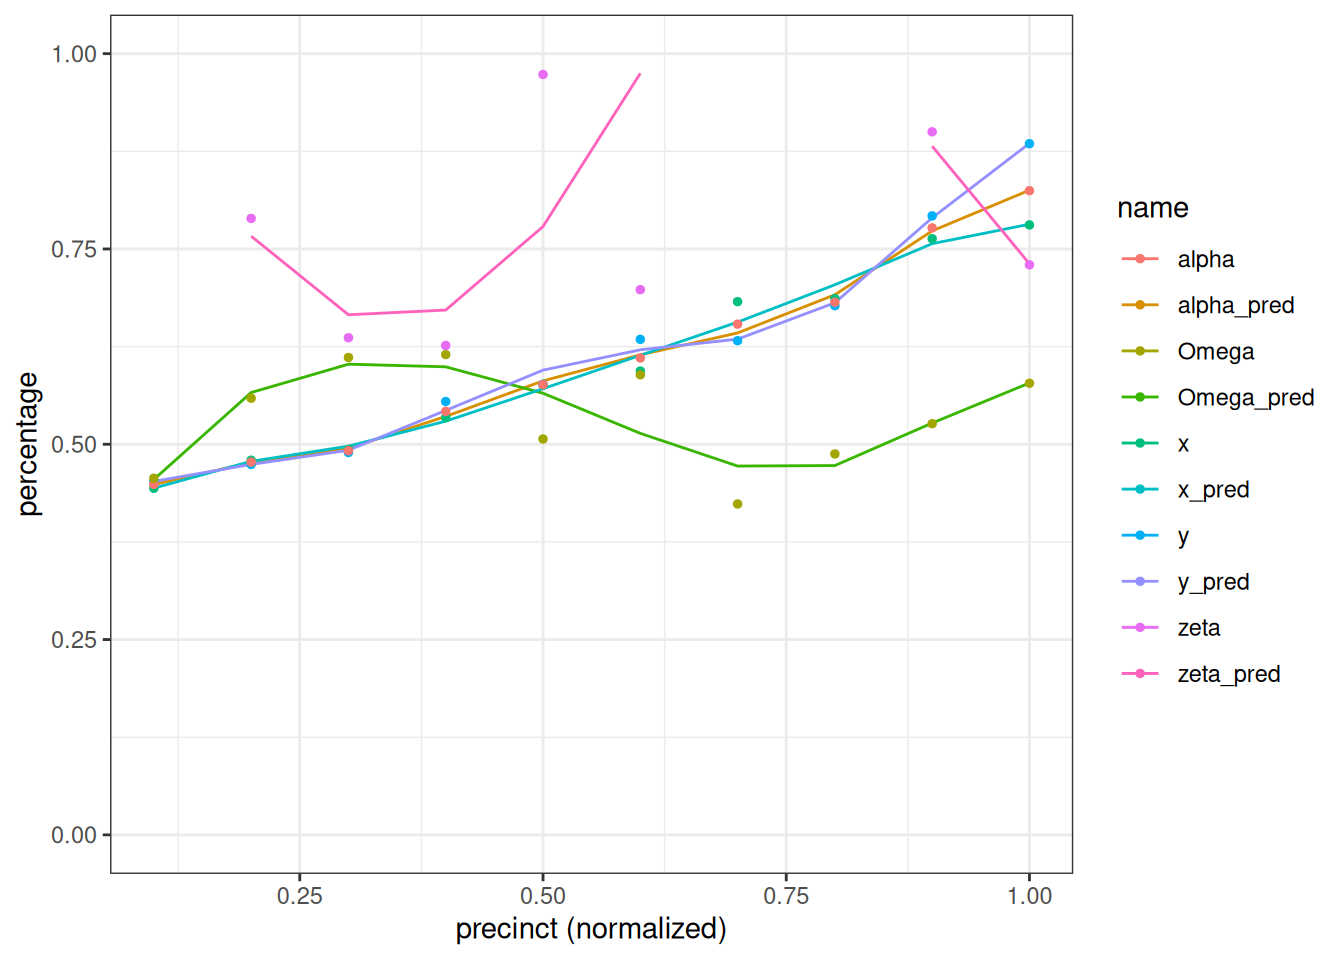 1.00
0.75
0.50
0.25
0.00
percentage
0.25 0.50 0.75 1.00
precinct (normalized)
name
alpha
alpha_pred
Omega
Omega_pred
x
x_pred
y
y_pred
zeta
zeta_pred